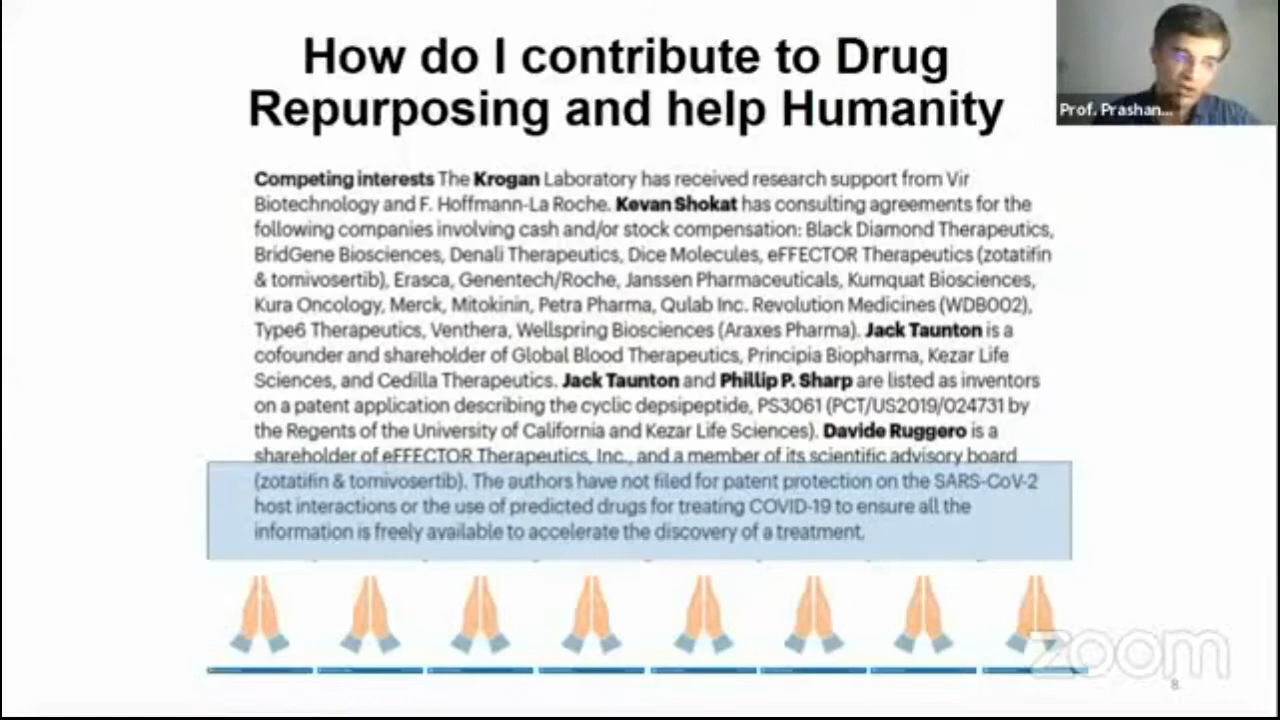 How do I contribute to Drug
Repurposing and help Humanity
Prof. Prashan...
Competing interests The Krogan Laboratory has received research support from Vir
Biotechnology and F. Hoffmann-La Roche. Kevan Shokat has consulting agreements for the
following companies involving cash and/or stock compensation: Black Diamond Therapeutics,
BridGene Biosciences, Denali Therapeutics, Dice Molecules, eFFECTOR Therapeutics (zotatifin
& tomivosertib), Erasca, Genentech/Roche, Janssen Pharmaceuticals, Kumquat Biosciences,
Kura Oncology, Merck, Mitokinin, Petra Pharma, Qulab Inc. Revolution Medicines (WDB002),
Type6 Therapeutics, Venthera, Wellspring Biosciences (Araxes Pharma). Jack Taunton is a
cofounder and shareholder of Global Blood Therapeutics, Principia Biopharma, Kezar Life
Sciences, and Cedilla Therapeutics. Jack Taunton and Phillip P. Sharp are listed as inventors
on a patent application describing the cyclic depsipeptide, PS3061 (PCT/US2019/024731 by
the Regents of the University of California and Kezar Life Sciences). Davide Ruggero is a
shareholder of eFFECTOR Therapeutics, Inc., and a member of its scientific advisory board
(zotatifin & tomivosertib). The authors have not filed for patent protection on the SARS-CoV-2
host interactions or the use of predicted drugs for treating COVID-19 to ensure all the
information is freely available to accelerate the discovery of a treatment.
zoom
8